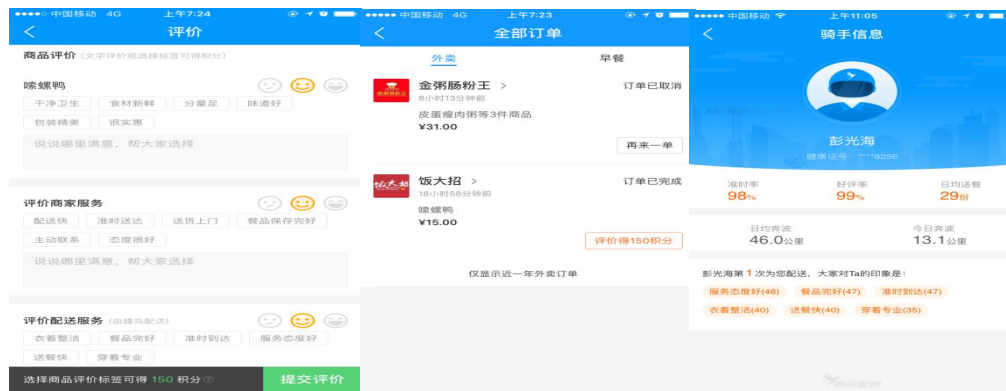 中国移动 4G 上午7:24
评价
商品评价 (文字评价或选择标签可得积分)
嗦螺鸭
干净卫生 食材新鲜 分量足 味道好
包装精美 很实惠
说说哪里满意，帮大家选择
评价商家服务
配送快 准时送达 送货上门 餐品保存完好
主动联系 态度很好
说说哪里满意，帮大家选择
评价配送服务 (由蜂鸟配送)
衣着整洁 餐品完好 准时到达 服务态度好
送餐快 穿着专业
选择商品评价标签可得 150 积分 提交评价
中国移动 4G 上午7:23
全部订单
外卖 早餐
金粥肠粉王 > 订单已取消
8小时13分钟前
皮蛋瘦肉粥等3件商品
¥31.00
再来一单
饭大招
饭大招 > 订单已完成
18小时58分钟前
嗦螺鸭
¥15.00
评价得150积分
仅显示近一年外卖订单
中国移动 上午11:05
骑手信息
彭光海
健康证号：****8256
准时率 好评率 日均送餐
98% 99% 29份
日均奔波 今日奔波
46.0公里 13.1公里
彭光海第 1 次为您配送，大家对Ta的印象是：
服务态度好(48) 餐品完好(47) 准时到达(47)
衣着整洁(40) 送餐快(40) 穿着专业(35)